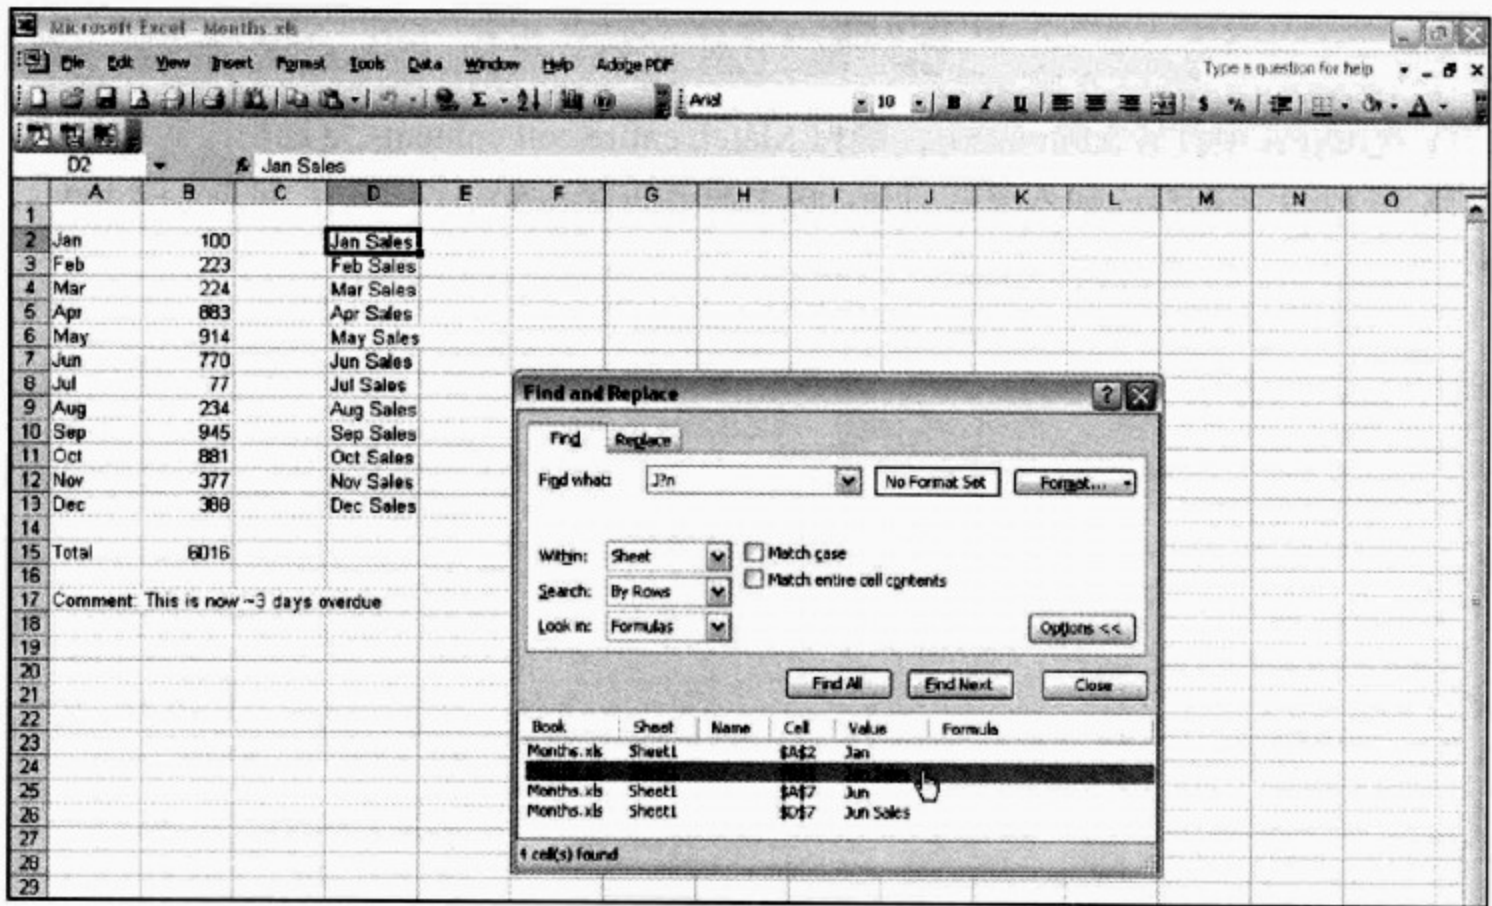 Microsoft Excel - Months.xls
File Edit View Insert Format Tools Data Window Help Adobe PDF Type a question for help
Arial 10 B I U $ %
D2 fx Jan Sales
A B C D E F G H I J K L M N O
1
2 Jan 100 Jan Sales
3 Feb 223 Feb Sales
4 Mar 224 Mar Sales
5 Apr 883 Apr Sales
6 May 914 May Sales
7 Jun 770 Jun Sales
8 Jul 77 Jul Sales
9 Aug 234 Aug Sales
10 Sep 945 Sep Sales
11 Oct 881 Oct Sales
12 Nov 377 Nov Sales
13 Dec 388 Dec Sales
14
15 Total 6016
16
17 Comment: This is now ~3 days overdue
18
19
20
21
22
23
24
25
26
27
28
29
Find and Replace
Find Replace
Find what: J?n No Format Set Format...
Within: Sheet Match case
Match entire cell contents
Search: By Rows
Look in: Formulas Options <<
Find All Find Next Close
Book Sheet Name Cell Value Formula
Months.xls Sheet1 $A$2 Jan
Months.xls Sheet1 $A$7 Jun
Months.xls Sheet1 $D$7 Jun Sales
4 cell(s) found